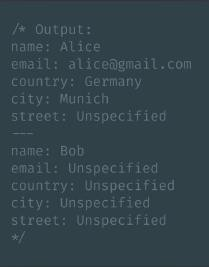 /* Output:
name: Alice
email: alice@gmail.com
country: Germany
city: Munich
street: Unspecified
---
name: Bob
email: Unspecified
country: Unspecified
city: Unspecified
street: Unspecified
*/